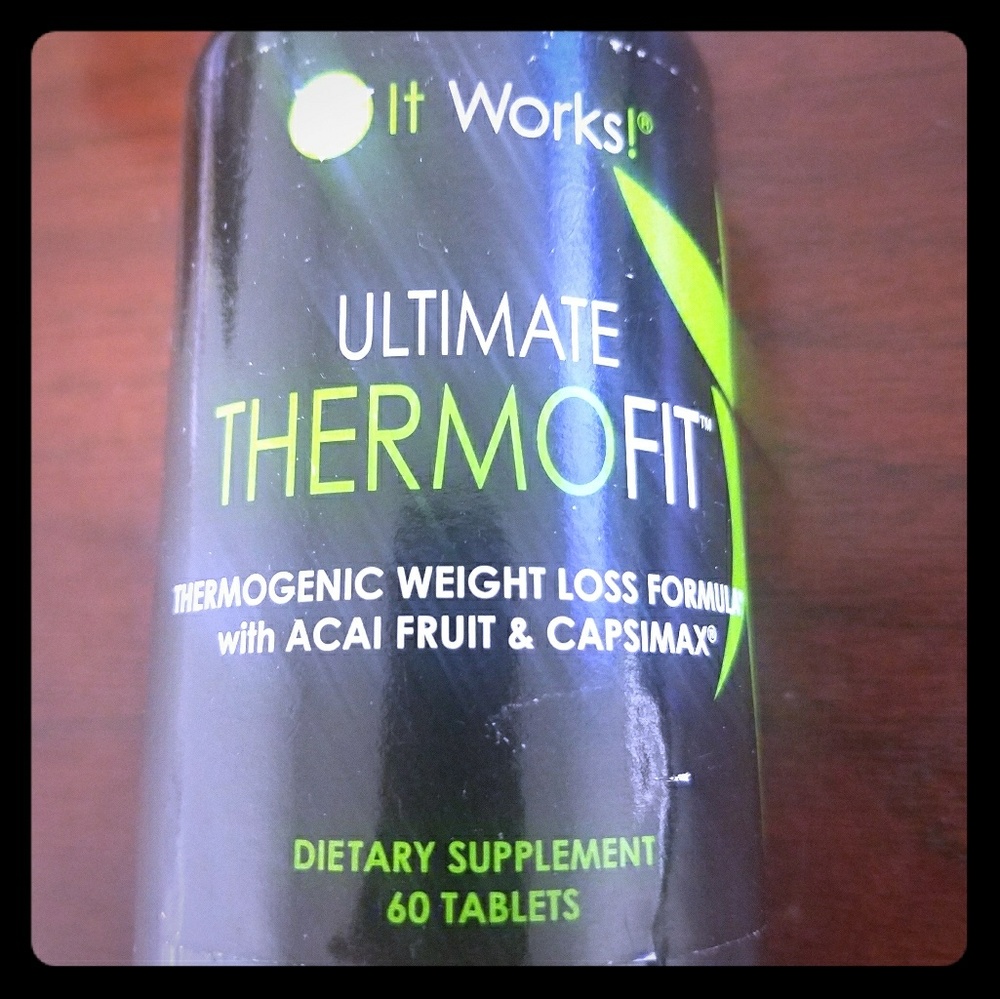 It Works!®
ULTIMATE
THERMOFIT™
THERMOGENIC WEIGHT LOSS FORMULA
with ACAI FRUIT & CAPSIMAX®
DIETARY SUPPLEMENT
60 TABLETS